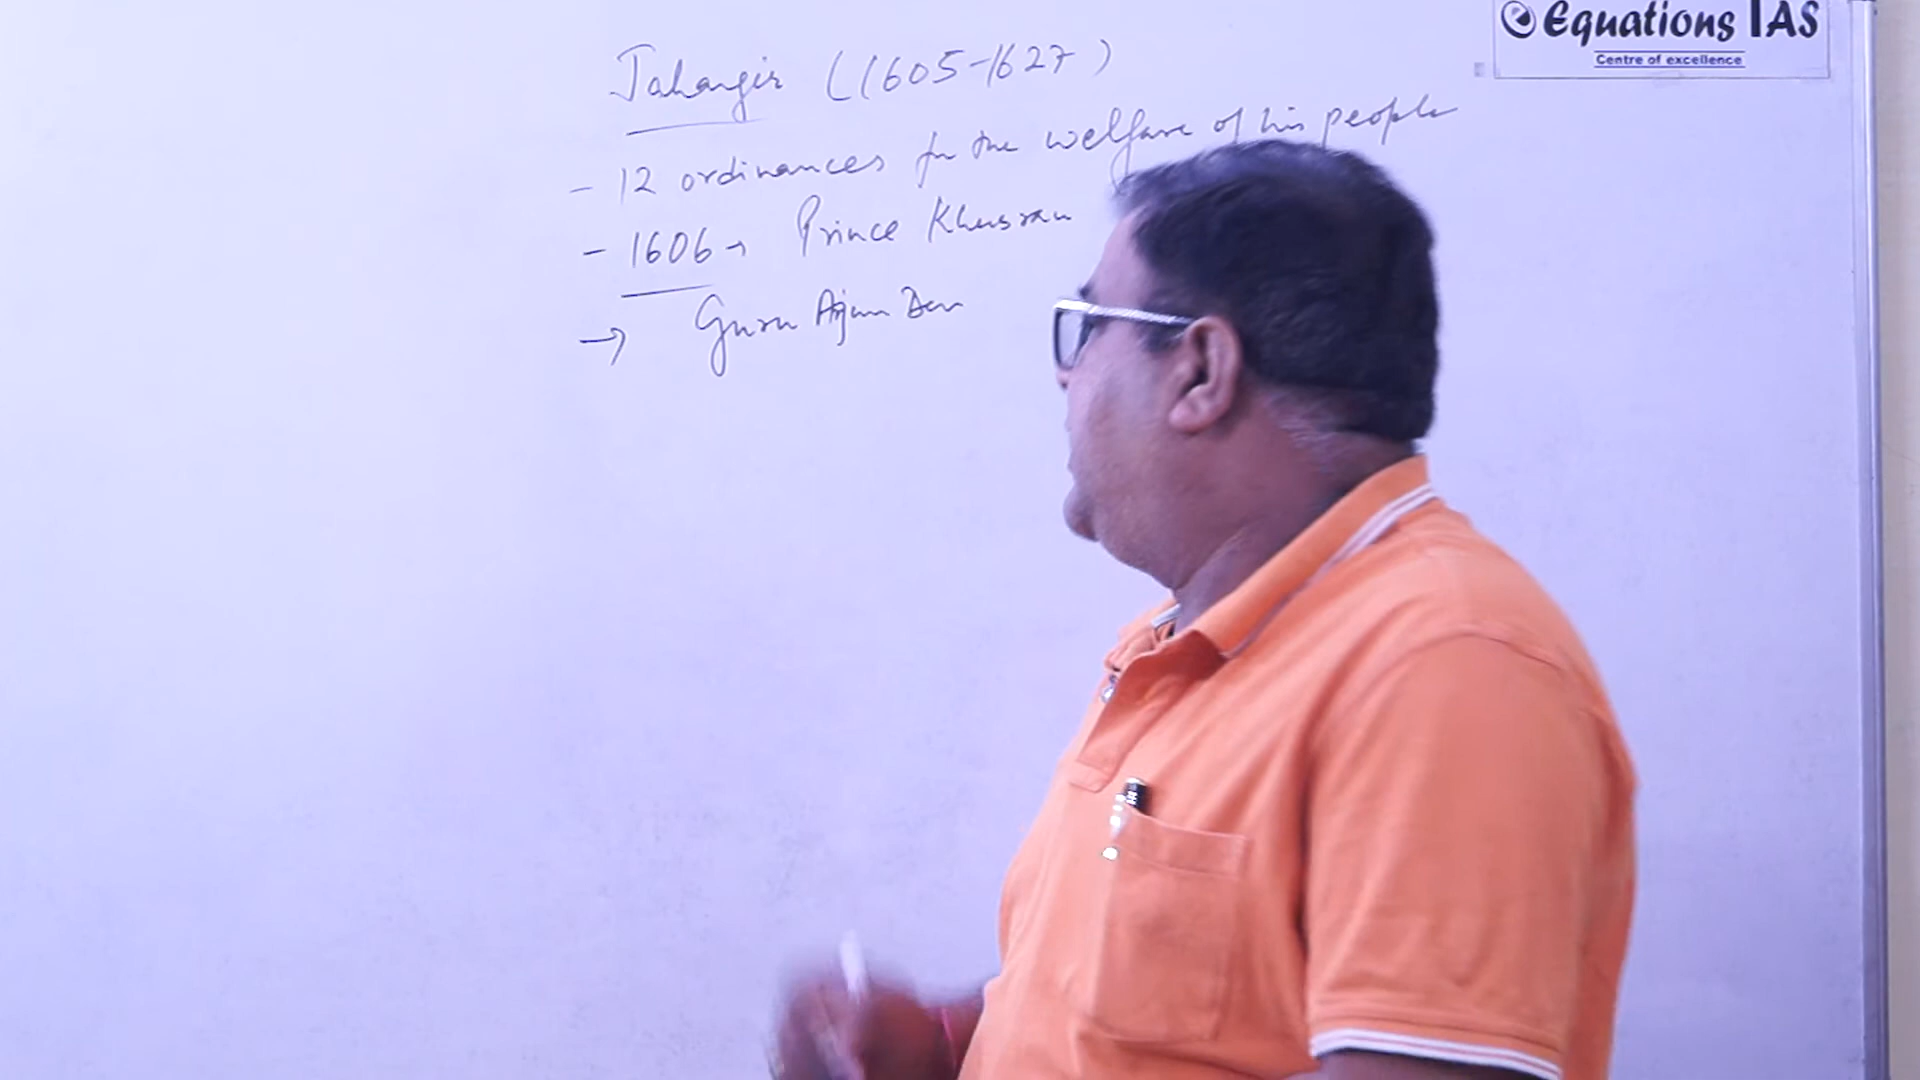 Equations IAS
Centre of excellence
Jahangir (1605-1627)
- 12 ordinances for the welfare of his people
- 1606 → Prince Khusrau
→ Guru Arjun Dev